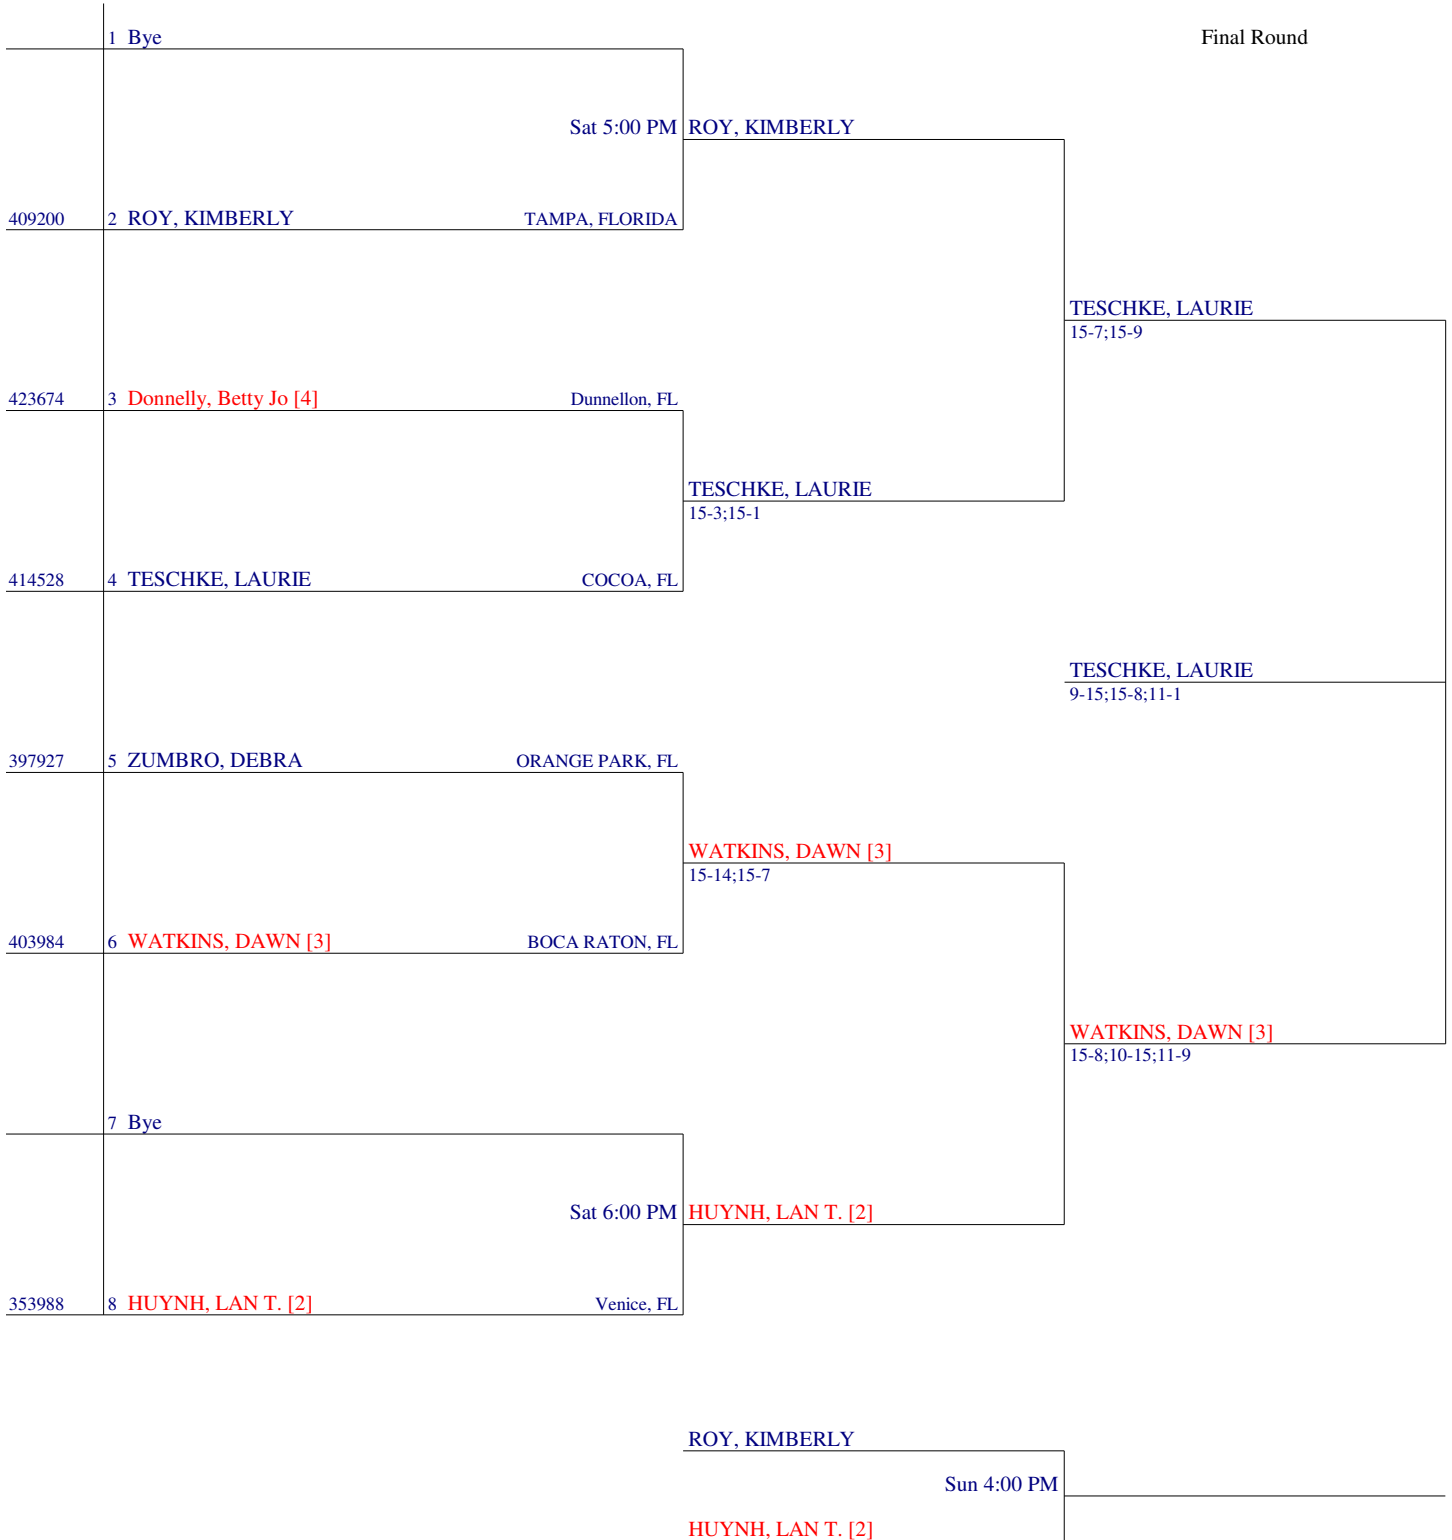 1 Bye
Final Round
Sat 5:00 PM ROY, KIMBERLY
409200 2 ROY, KIMBERLY TAMPA, FLORIDA
TESCHKE, LAURIE
15-7;15-9
423674 3 Donnelly, Betty Jo [4] Dunnellon, FL
TESCHKE, LAURIE
15-3;15-1
414528 4 TESCHKE, LAURIE COCOA, FL
TESCHKE, LAURIE
9-15;15-8;11-1
397927 5 ZUMBRO, DEBRA ORANGE PARK, FL
WATKINS, DAWN [3]
15-14;15-7
403984 6 WATKINS, DAWN [3] BOCA RATON, FL
WATKINS, DAWN [3]
15-8;10-15;11-9
7 Bye
Sat 6:00 PM HUYNH, LAN T. [2]
353988 8 HUYNH, LAN T. [2] Venice, FL
ROY, KIMBERLY
Sun 4:00 PM
HUYNH, LAN T. [2]